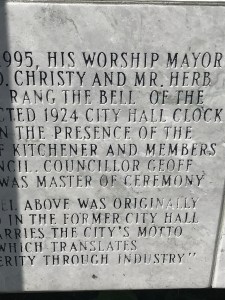 1995, HIS WORSHIP MAYOR
D. CHRISTY AND MR. HERB
RANG THE BELL OF THE
CTED 1924 CITY HALL CLOCK
N THE PRESENCE OF THE
F KITCHENER AND MEMBERS
NCIL. COUNCILLOR GEOFF
WAS MASTER OF CEREMONY
EL ABOVE WAS ORIGINALLY
D IN THE FORMER CITY HALL
ARRIES THE CITY'S MOTTO
WHICH TRANSLATES
ERITY THROUGH INDUSTRY"